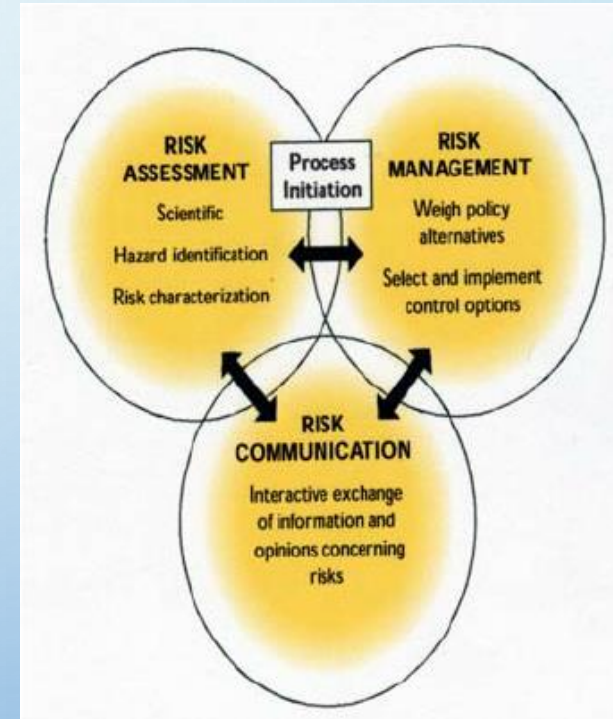 RISK
ASSESSMENT
Scientific
Hazard identification
Risk characterization
Process
Initiation
RISK
MANAGEMENT
Weigh policy
alternatives
Select and implement
control options
RISK
COMMUNICATION
Interactive exchange
of information and
opinions concerning
risks